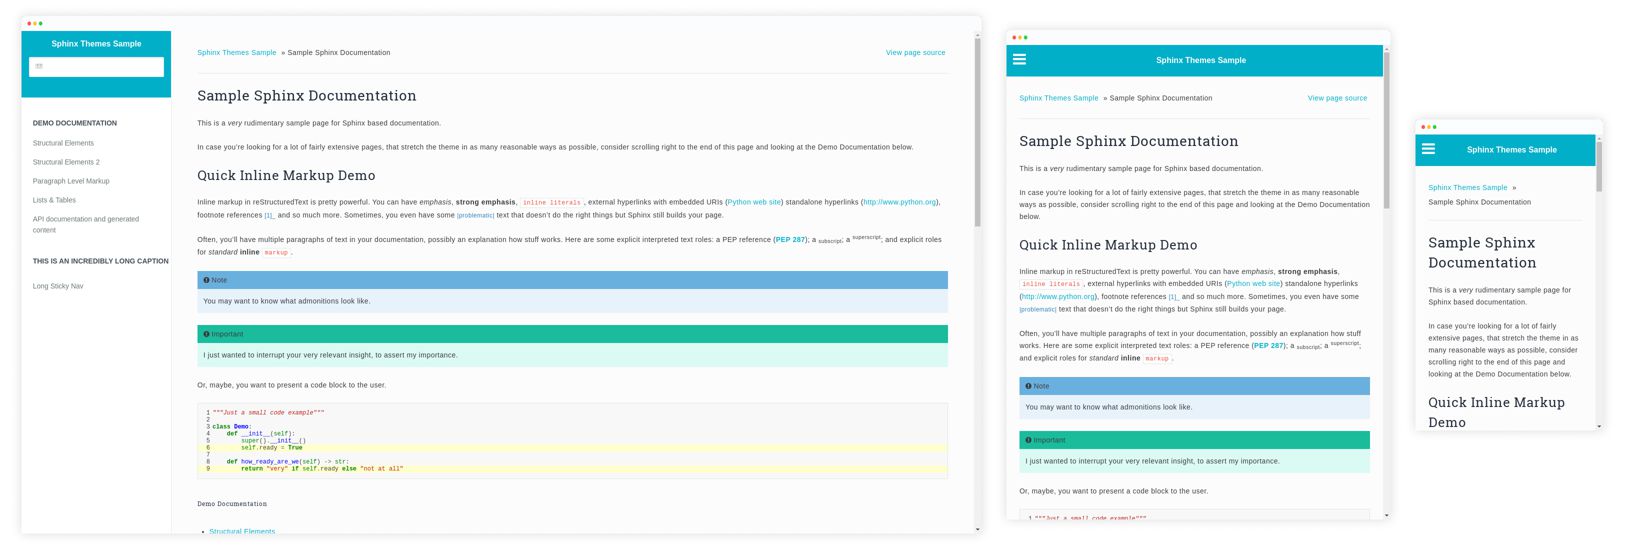 Sphinx Themes Sample
DEMO DOCUMENTATION
Structural Elements
Structural Elements 2
Paragraph Level Markup
Lists & Tables
API documentation and generated
content
THIS IS AN INCREDIBLY LONG CAPTION
Long Sticky Nav
Sphinx Themes Sample » Sample Sphinx Documentation
View page source
Sample Sphinx Documentation
This is a very rudimentary sample page for Sphinx based documentation.
In case you're looking for a lot of fairly extensive pages, that stretch the theme in as many reasonable ways as possible, consider scrolling right to the end of this page and looking at the Demo Documentation below.
Quick Inline Markup Demo
Inline markup in reStructuredText is pretty powerful. You can have emphasis, strong emphasis, inline literals, external hyperlinks with embedded URIs (Python web site) standalone hyperlinks (http://www.python.org),
footnote references [1]_ and so much more. Sometimes, you even have some |problematic| text that doesn't do the right things but Sphinx still builds your page.
Often, you'll have multiple paragraphs of text in your documentation, possibly an explanation how stuff works. Here are some explicit interpreted text roles: a PEP reference (PEP 287); a subscript; a superscript; and explicit roles
for standard inline markup.
Note
You may want to know what admonitions look like.
Important
I just wanted to interrupt your very relevant insight, to assert my importance.
Or, maybe, you want to present a code block to the user.
1 """Just a small code example"""
2
3 class Demo:
4     def __init__(self):
5         super().__init__()
6         self.ready = True
7
8     def how_ready_are_we(self) -> str:
9         return "very" if self.ready else "not at all"
Demo Documentation
• Structural Elements
Sphinx Themes Sample
Sphinx Themes Sample » Sample Sphinx Documentation
View page source
Sample Sphinx Documentation
This is a very rudimentary sample page for Sphinx based documentation.
In case you're looking for a lot of fairly extensive pages, that stretch the theme in as many reasonable
ways as possible, consider scrolling right to the end of this page and looking at the Demo Documentation
below.
Quick Inline Markup Demo
Inline markup in reStructuredText is pretty powerful. You can have emphasis, strong emphasis,
inline literals, external hyperlinks with embedded URIs (Python web site) standalone hyperlinks
(http://www.python.org), footnote references [1]_ and so much more. Sometimes, you even have some
|problematic| text that doesn't do the right things but Sphinx still builds your page.
Often, you'll have multiple paragraphs of text in your documentation, possibly an explanation how stuff
works. Here are some explicit interpreted text roles: a PEP reference (PEP 287); a subscript; a superscript;
and explicit roles for standard inline markup.
Note
You may want to know what admonitions look like.
Important
I just wanted to interrupt your very relevant insight, to assert my importance.
Or, maybe, you want to present a code block to the user.
1 """Just a small code example"""
Sphinx Themes Sample
Sphinx Themes Sample »
Sample Sphinx Documentation
Sample Sphinx
Documentation
This is a very rudimentary sample page for
Sphinx based documentation.
In case you're looking for a lot of fairly
extensive pages, that stretch the theme in as
many reasonable ways as possible, consider
scrolling right to the end of this page and
looking at the Demo Documentation below.
Quick Inline Markup
Demo